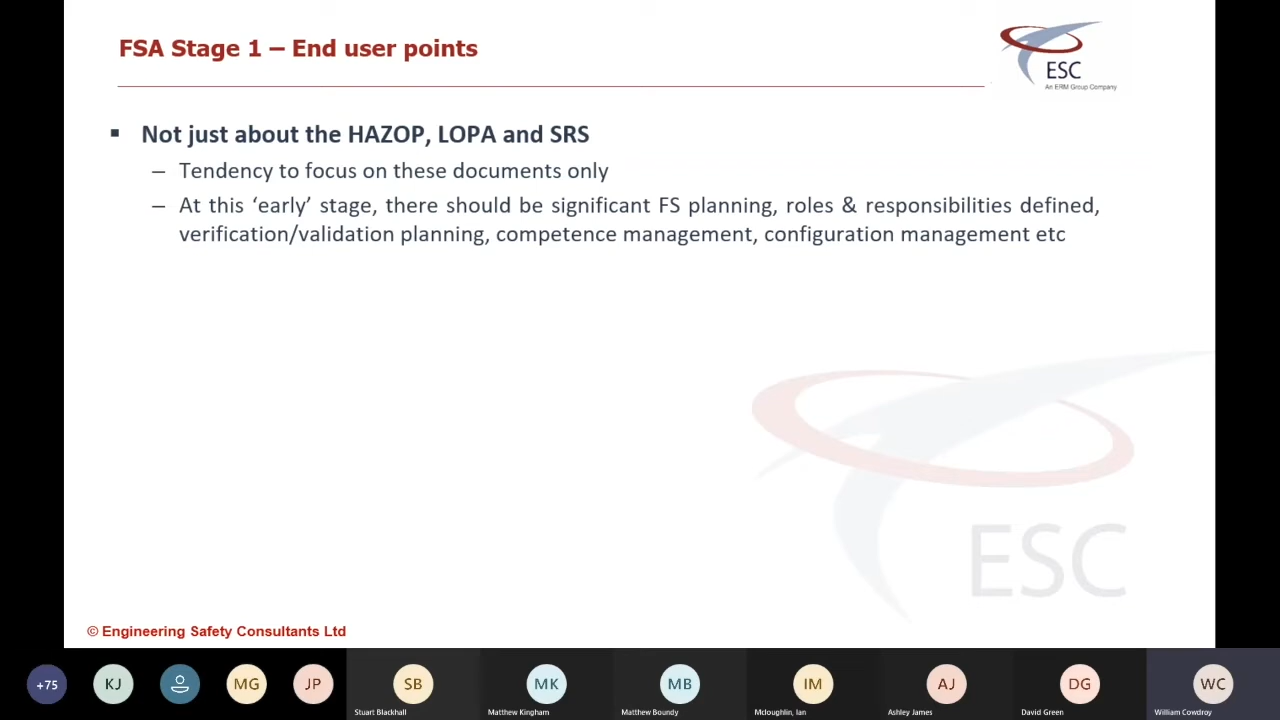 FSA Stage 1 – End user points
ESC
An ERM Group Company
▪ Not just about the HAZOP, LOPA and SRS
– Tendency to focus on these documents only
– At this ‘early’ stage, there should be significant FS planning, roles & responsibilities defined,
verification/validation planning, competence management, configuration management etc
ESC
© Engineering Safety Consultants Ltd
+75
KJ
MG
JP
SB
MK
MB
IM
AJ
DG
WC
Stuart Blackhall
Matthew Kingham
Matthew Boundy
Mcloughlin, Ian
Ashley James
David Green
William Cowdroy